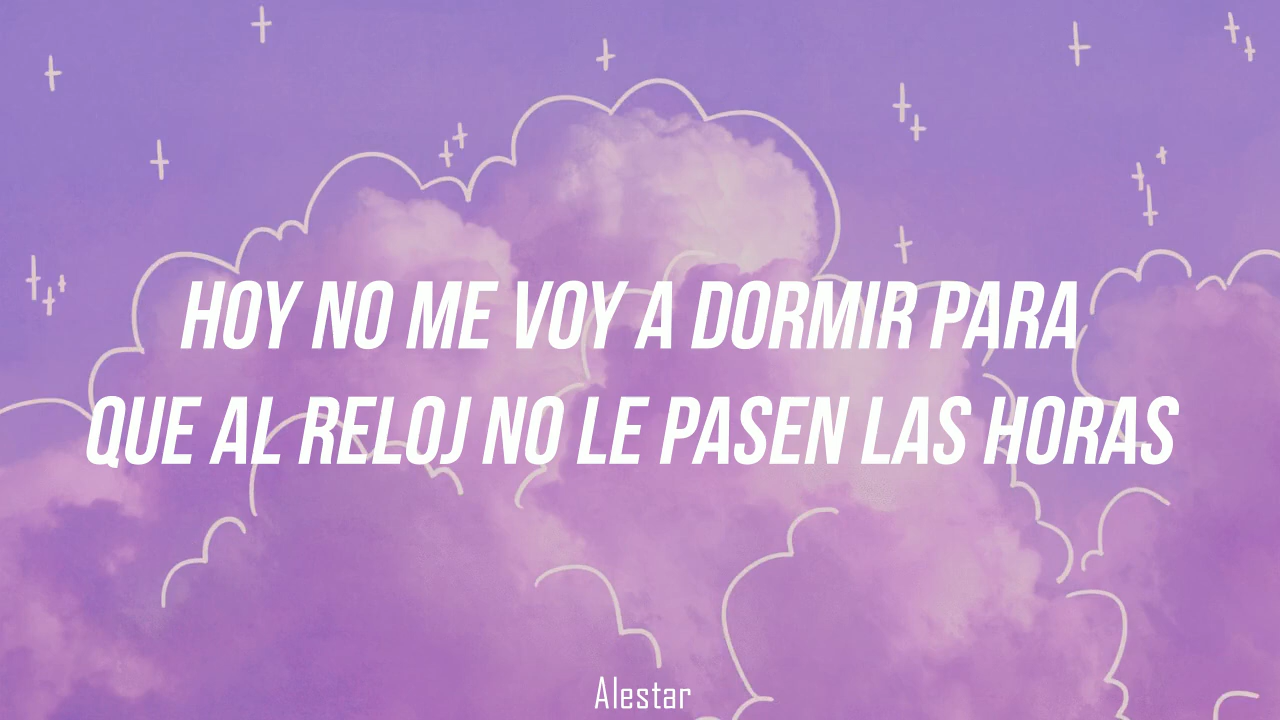 HOY NO ME VOY A DORMIR PARA
QUE AL RELOJ NO LE PASEN LAS HORAS
Alestar